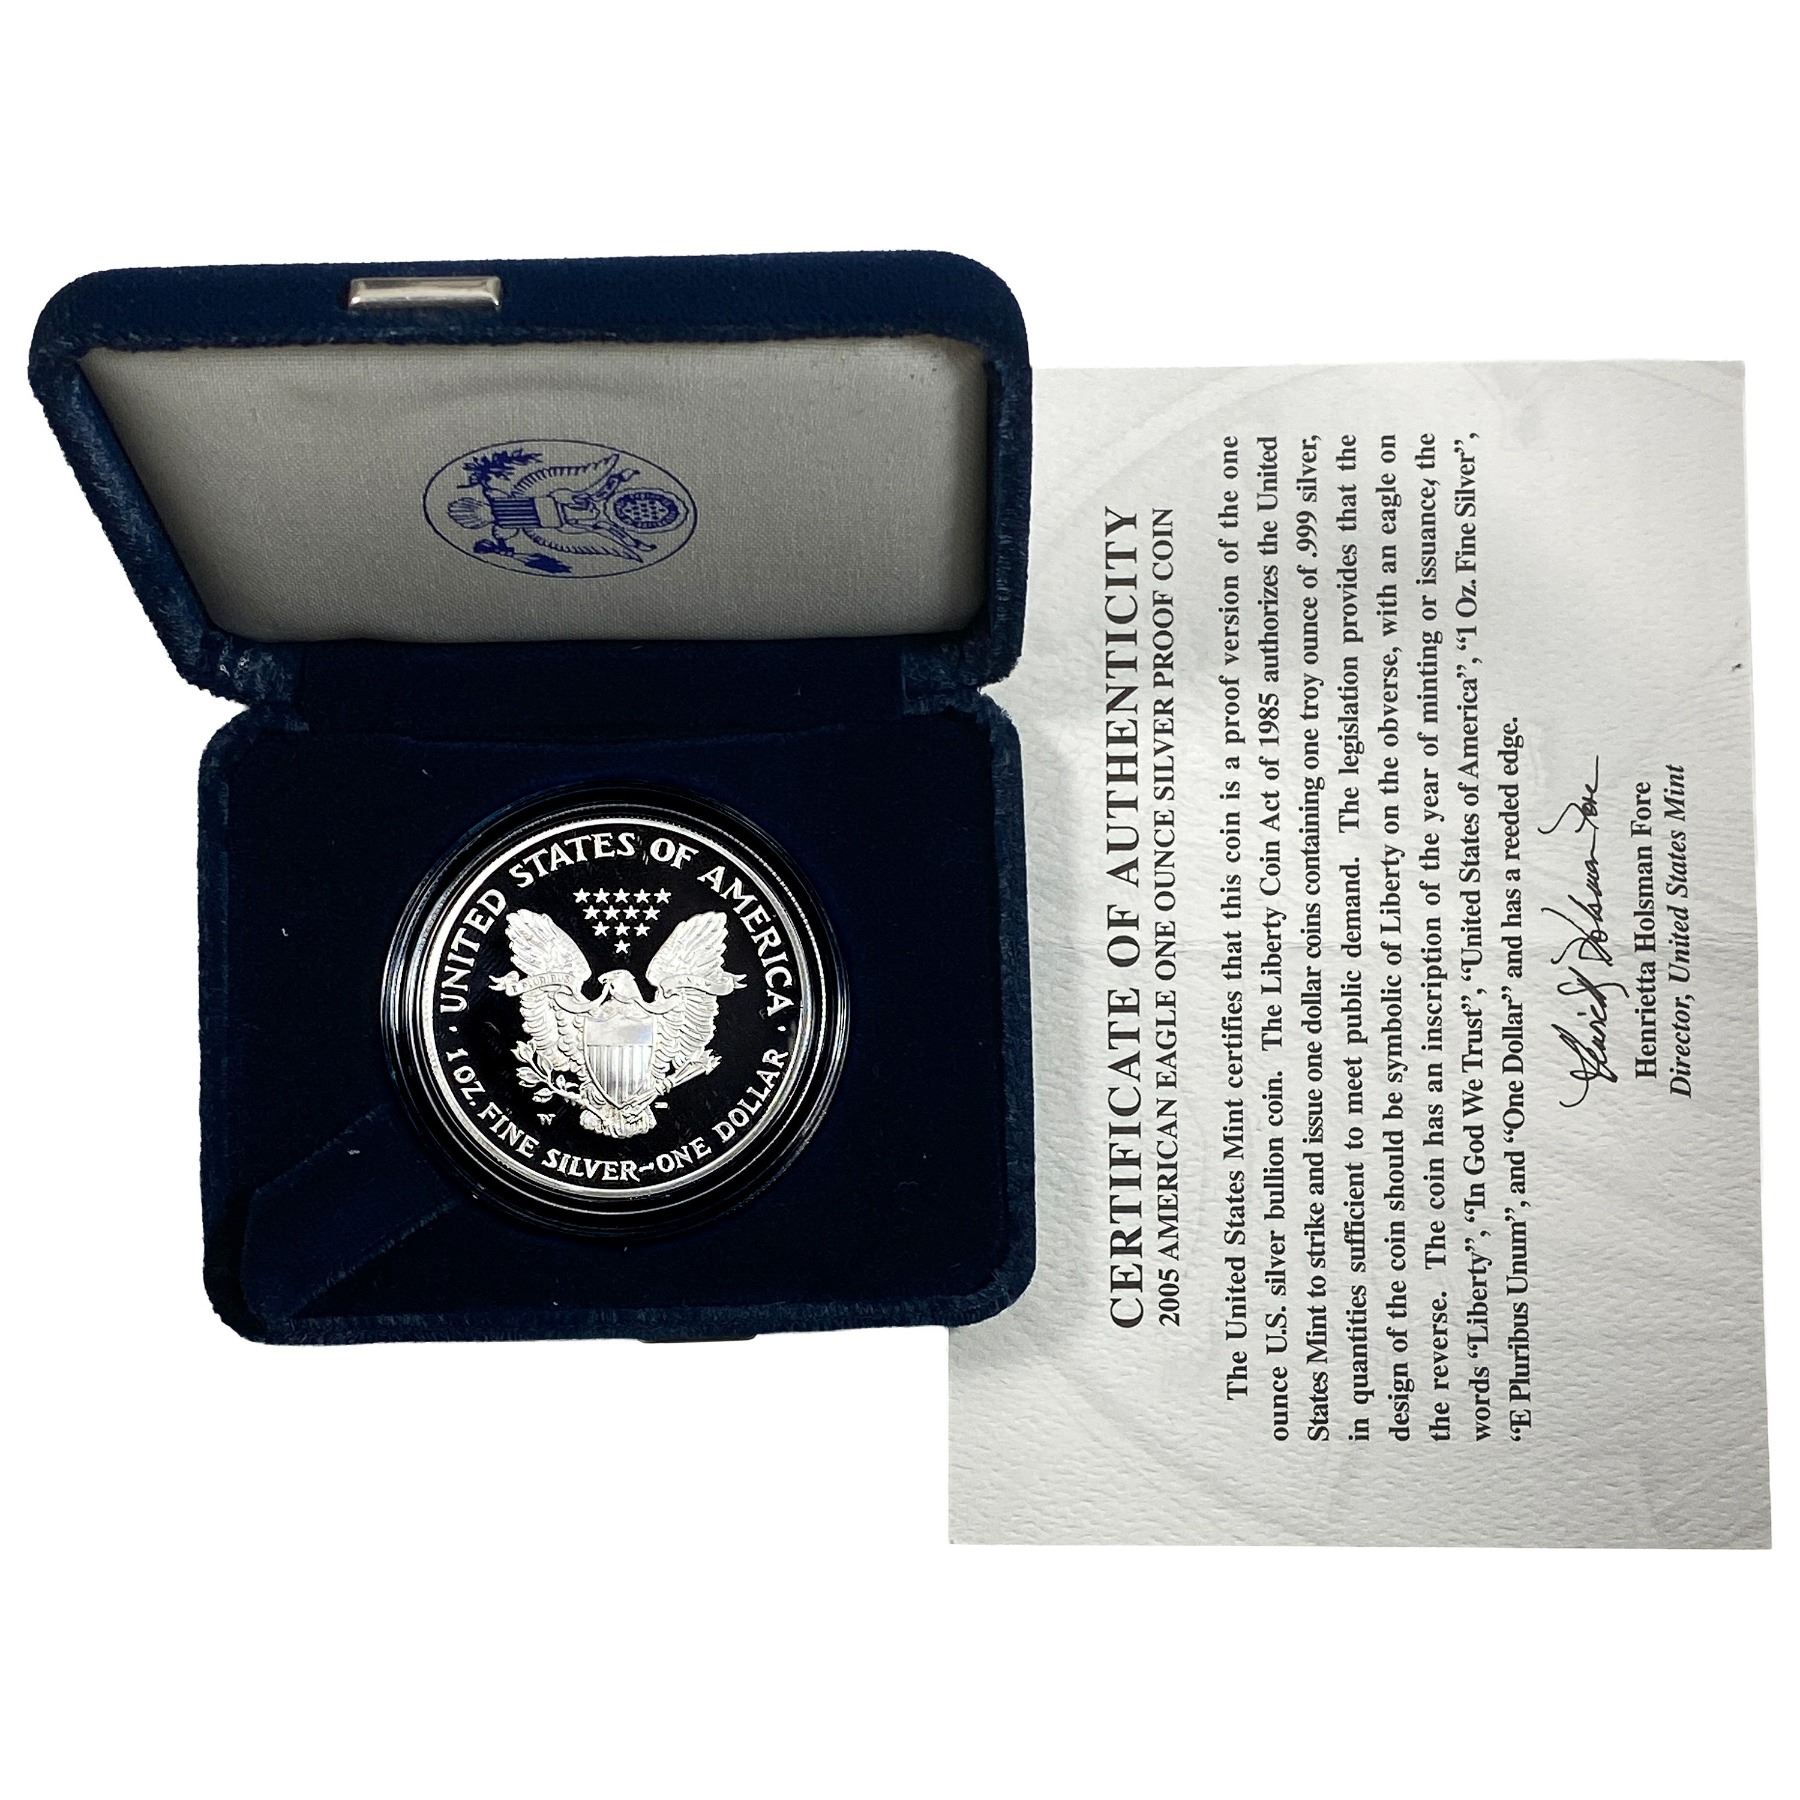 UNITED STATES OF AMERICA
1 OZ. FINE SILVER~ONE DOLLAR
CERTIFICATE OF AUTHENTICITY
2005 AMERICAN EAGLE ONE OUNCE SILVER PROOF COIN
The United States Mint certifies that this coin is a proof version of the one
ounce U.S. silver bullion coin. The Liberty Coin Act of 1985 authorizes the United
States Mint to strike and issue one dollar coins containing one troy ounce of .999 silver,
in quantities sufficient to meet public demand. The legislation provides that the
design of the coin should be symbolic of Liberty on the obverse, with an eagle on
the reverse. The coin has an inscription of the year of minting or issuance, the
words “Liberty”, “In God We Trust”, “United States of America”, “1 Oz. Fine Silver”,
“E Pluribus Unum”, and “One Dollar” and has a reeded edge.
Henrietta Holsman Fore
Henrietta Holsman Fore
Director, United States Mint